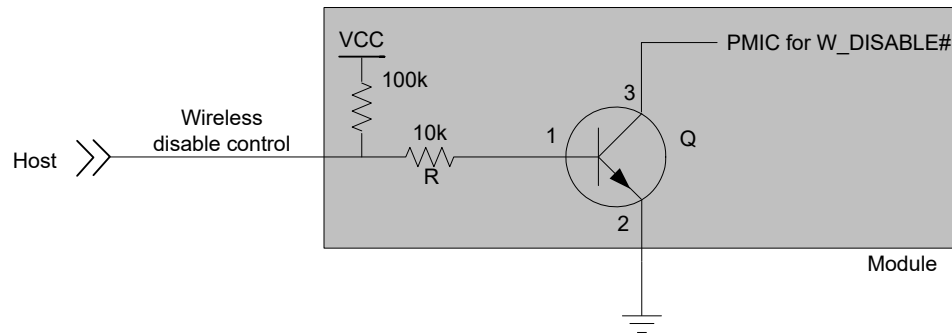 VCC
PMIC for W_DISABLE#
100k
3
Wireless
disable control
10k
1
Q
Host
R
2
Module